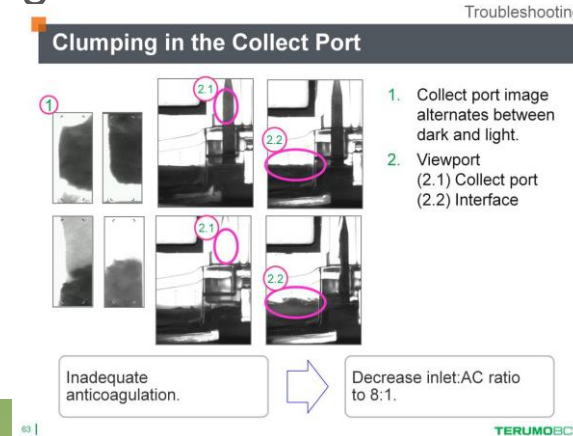 Troubleshooting
Clumping in the Collect Port
1
2.1
2.2
2.1
2.2
1. Collect port image
alternates between
dark and light.
2. Viewport
(2.1) Collect port
(2.2) Interface
Inadequate
anticoagulation.
Decrease inlet:AC ratio
to 8:1.
63 |
TERUMOBC